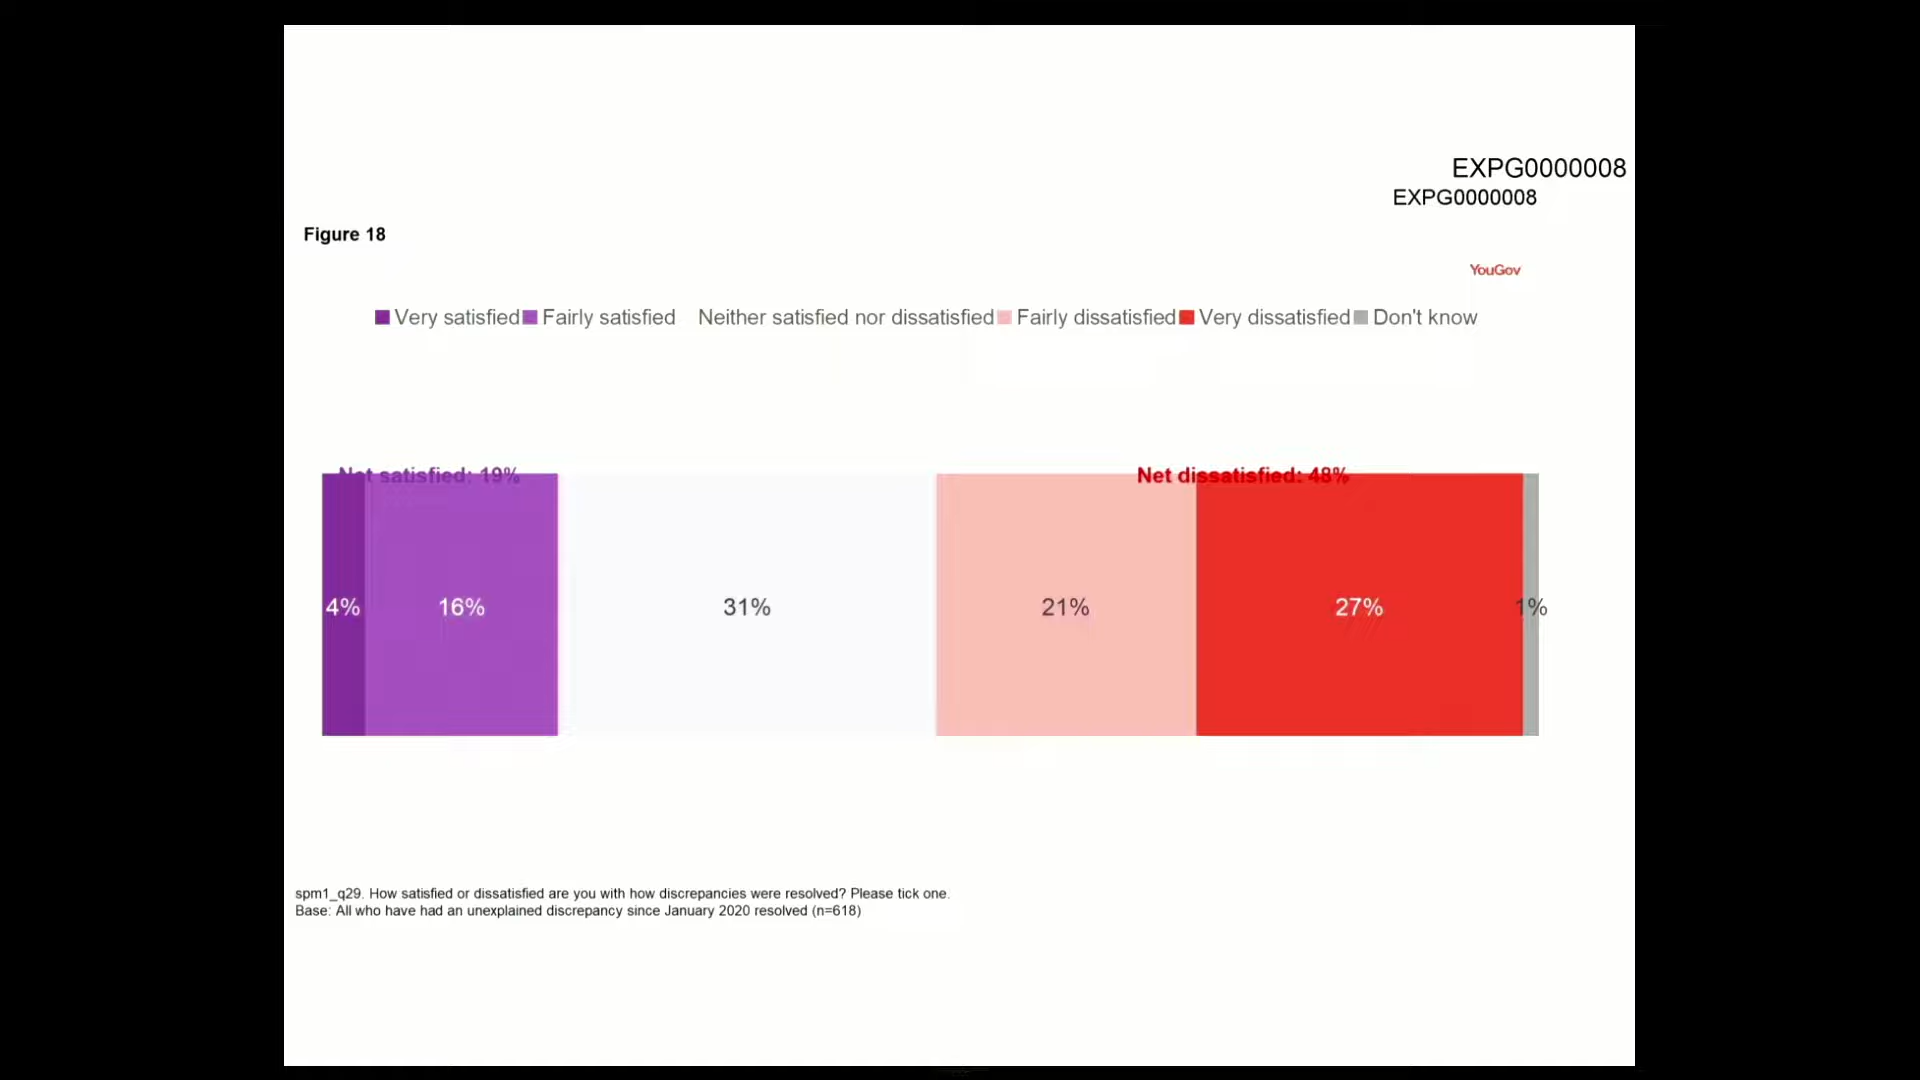 EXPG0000008
EXPG0000008
Figure 18
YouGov
Very satisfied Fairly satisfied Neither satisfied nor dissatisfied Fairly dissatisfied Very dissatisfied Don't know
Net satisfied: 19% Net dissatisfied: 48%
4% 16% 31% 21% 27% 1%
spm1_q29. How satisfied or dissatisfied are you with how discrepancies were resolved? Please tick one.
Base: All who have had an unexplained discrepancy since January 2020 resolved (n=618)